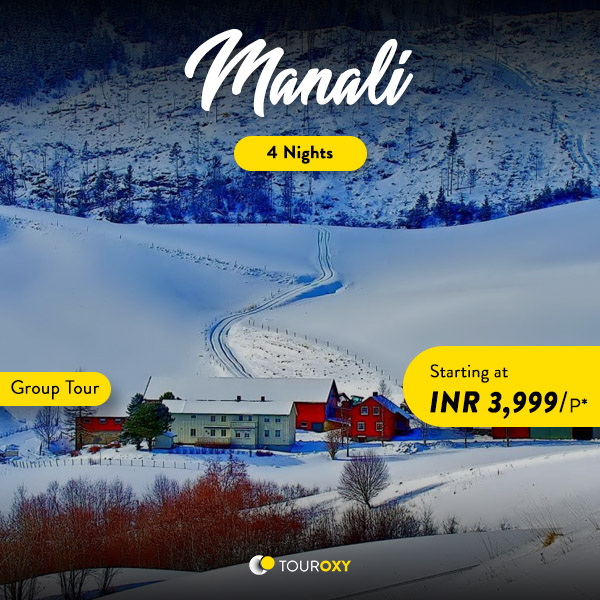 Manali
4 Nights
Group Tour
Starting at
INR 3,999/P*
TOUROXY